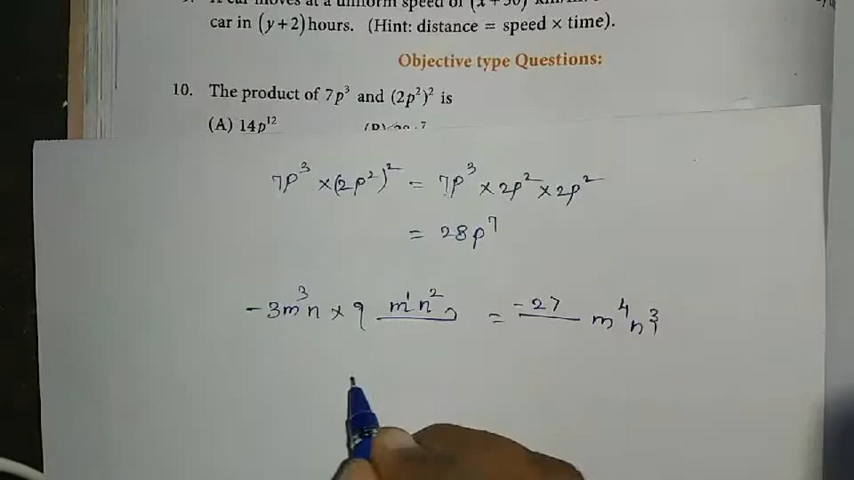 car in (y+2) hours. (Hint: distance = speed × time).
Objective type Questions:
10. The product of 7p³ and (2p²)² is
(A) 14p¹²
7p³ × (2p²)² = 7p³ × 2p² × 2p²
= 28p⁷
-3m³n × 9 m¹n² = -27 m⁴n³